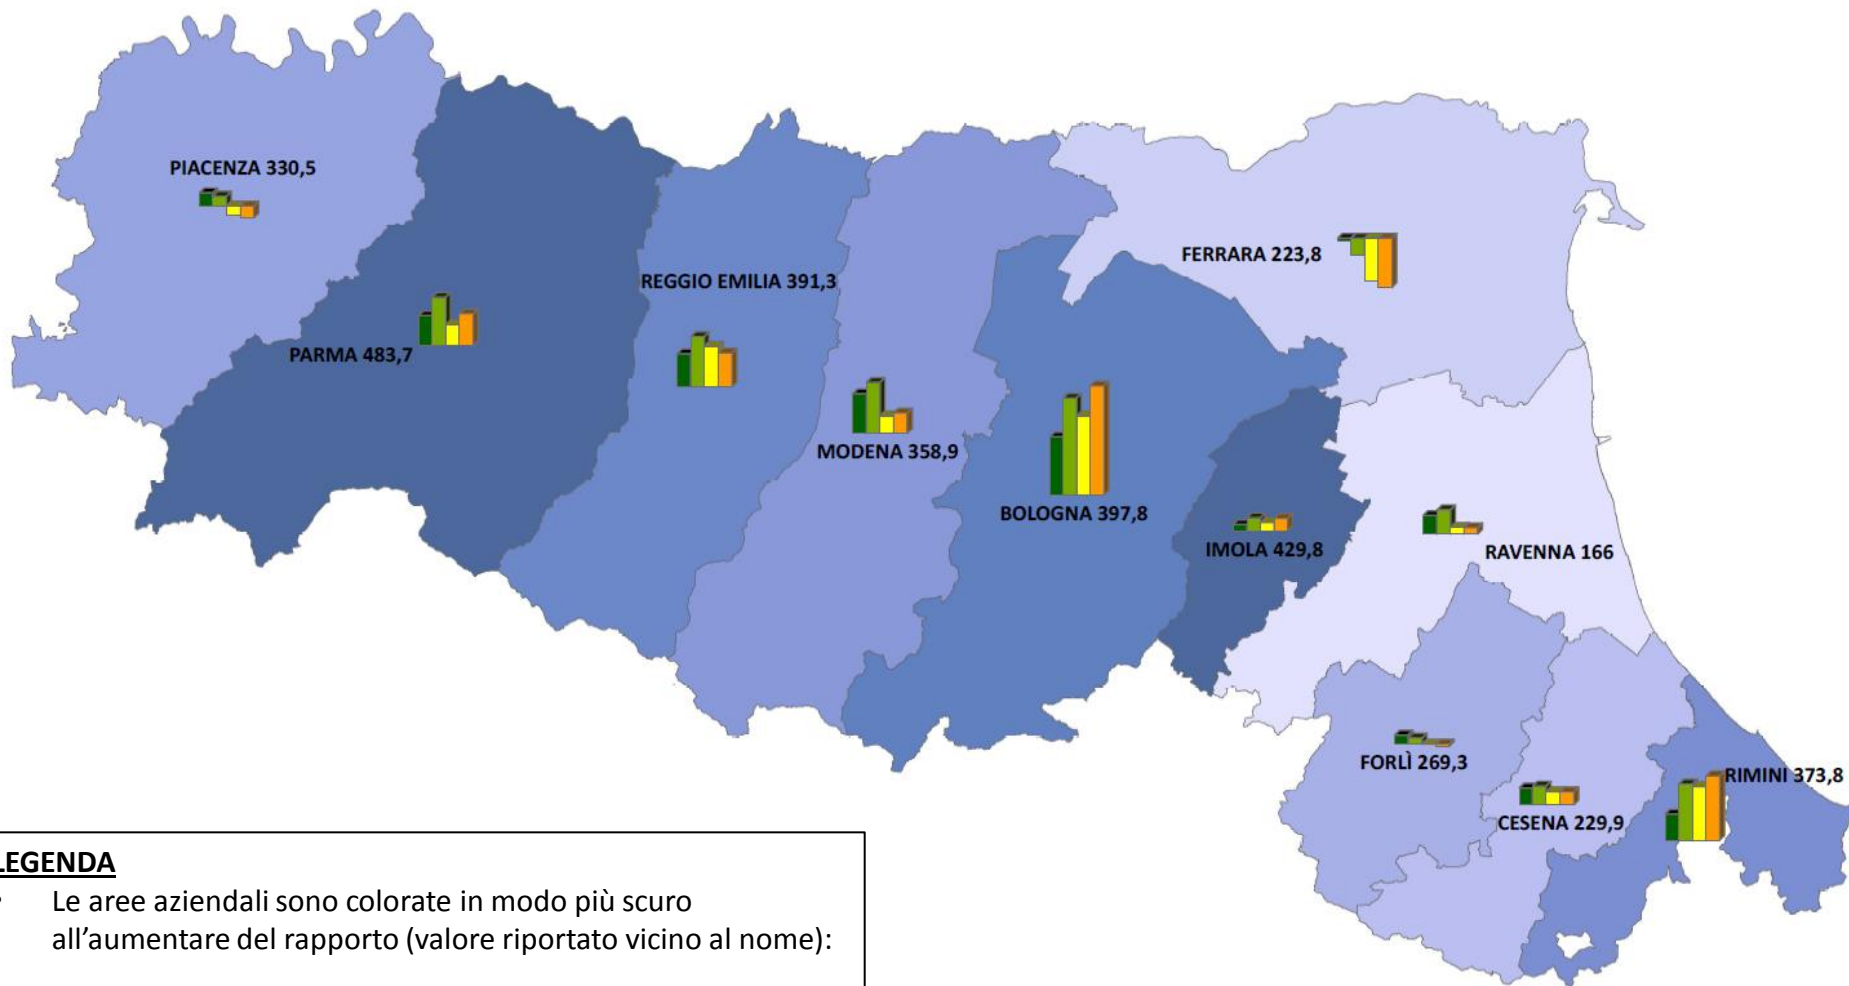 PIACENZA 330,5
FERRARA 223,8
REGGIO EMILIA 391,3
PARMA 483,7
MODENA 358,9
BOLOGNA 397,8
IMOLA 429,8
RAVENNA 166
FORLÌ 269,3
RIMINI 373,8
CESENA 229,9
LEGENDA
Le aree aziendali sono colorate in modo più scuro
all’aumentare del rapporto (valore riportato vicino al nome):